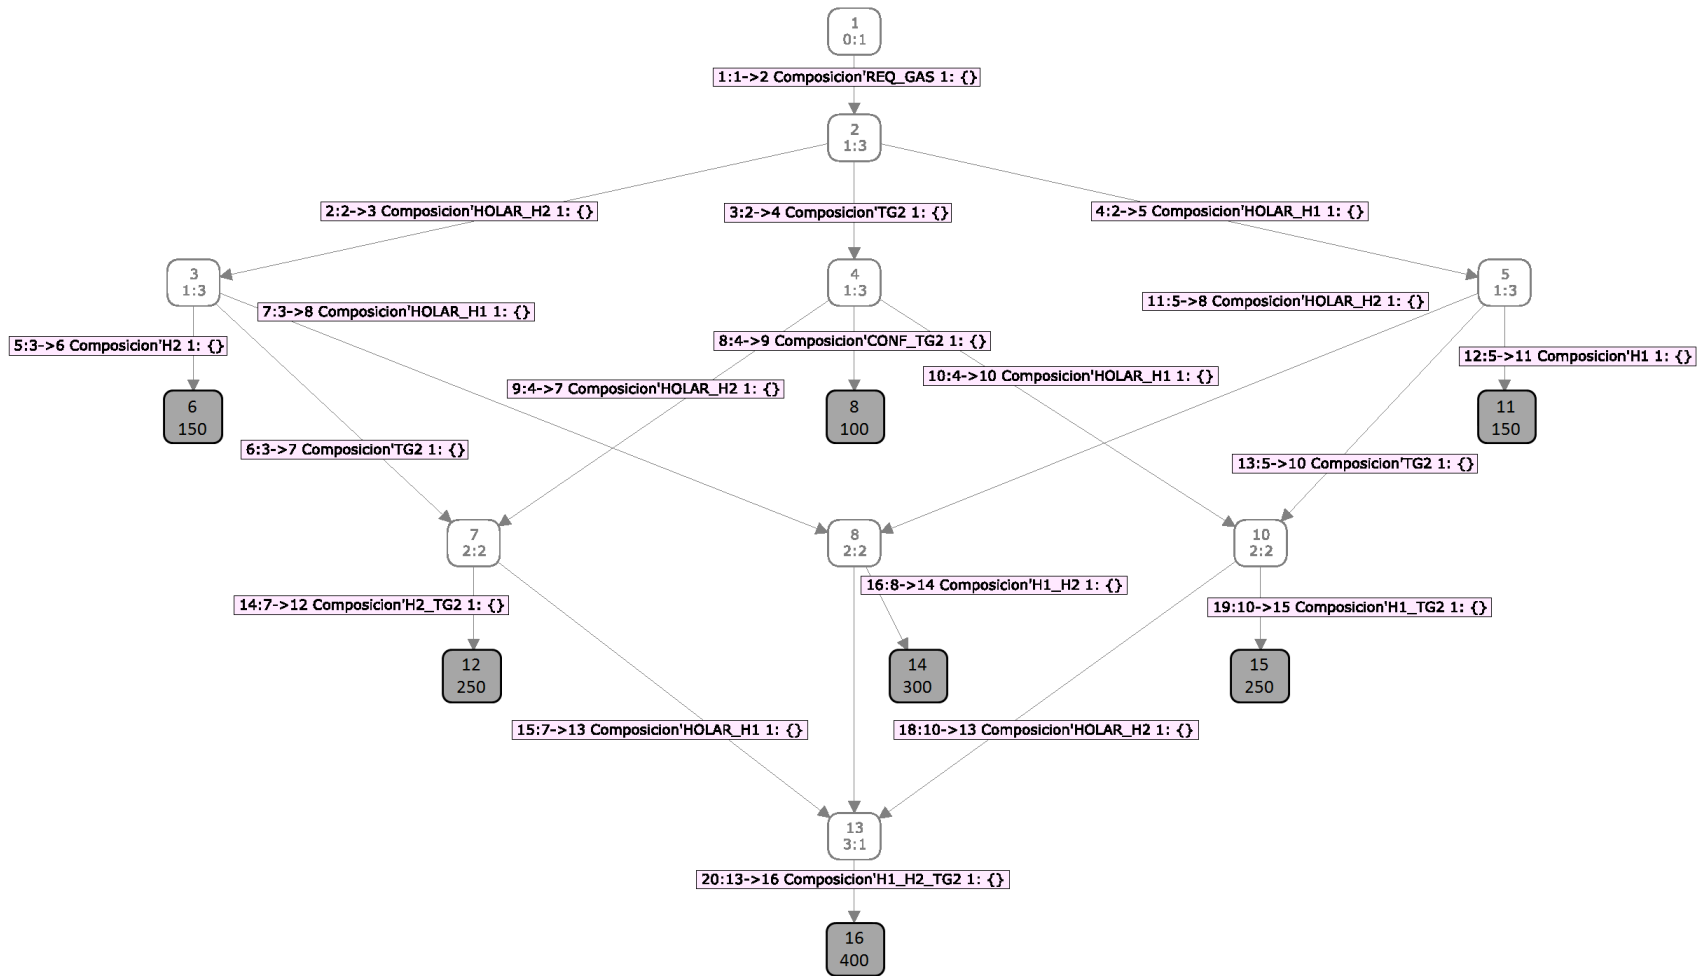 1
0:1
1:1->2 Composicion'REQ_GAS 1: {}
2
1:3
2:2->3 Composicion'HOLAR_H2 1: {}
3:2->4 Composicion'TG2 1: {}
4:2->5 Composicion'HOLAR_H1 1: {}
3
1:3
4
1:3
5
1:3
7:3->8 Composicion'HOLAR_H1 1: {}
11:5->8 Composicion'HOLAR_H2 1: {}
5:3->6 Composicion'H2 1: {}
8:4->9 Composicion'CONF_TG2 1: {}
12:5->11 Composicion'H1 1: {}
9:4->7 Composicion'HOLAR_H2 1: {}
10:4->10 Composicion'HOLAR_H1 1: {}
6
150
8
100
11
150
6:3->7 Composicion'TG2 1: {}
13:5->10 Composicion'TG2 1: {}
7
2:2
8
2:2
10
2:2
16:8->14 Composicion'H1_H2 1: {}
14:7->12 Composicion'H2_TG2 1: {}
19:10->15 Composicion'H1_TG2 1: {}
12
250
14
300
15
250
15:7->13 Composicion'HOLAR_H1 1: {}
18:10->13 Composicion'HOLAR_H2 1: {}
13
3:1
20:13->16 Composicion'H1_H2_TG2 1: {}
16
400